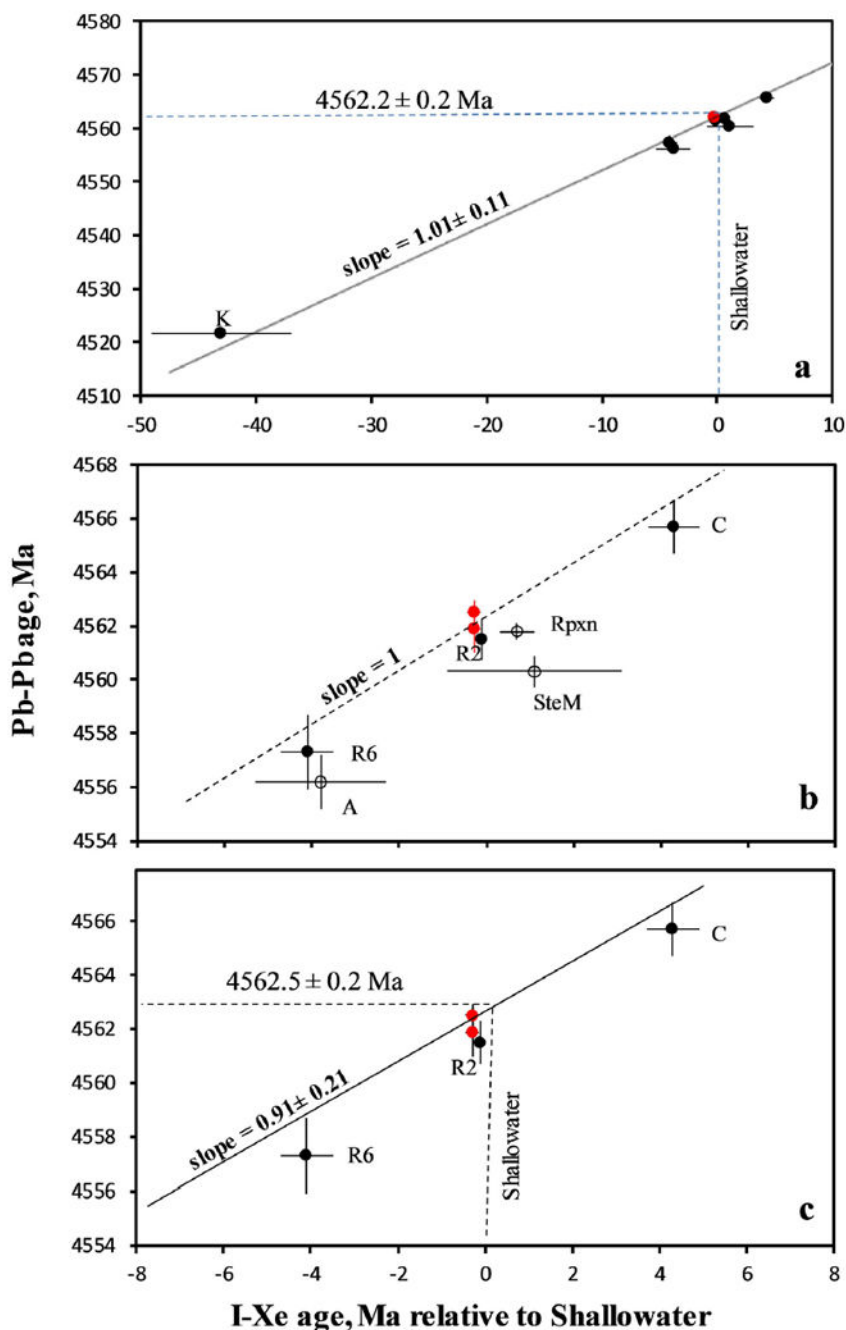 4580
4570
4560
4550
4540
4530
4520
4510
4562.2 ± 0.2 Ma
slope = 1.01± 0.11
Shallowater
K
a
-50 -40 -30 -20 -10 0 10
Pb-Pb age, Ma
4568
4566
4564
4562
4560
4558
4556
4554
C
Rpxn
R2
SteM
slope = 1
R6
A
b
4566
4564
4562
4560
4558
4556
4554
C
4562.5 ± 0.2 Ma
R2
slope = 0.91± 0.21
Shallowater
R6
c
-8 -6 -4 -2 0 2 4 6 8
I-Xe age, Ma relative to Shallowater